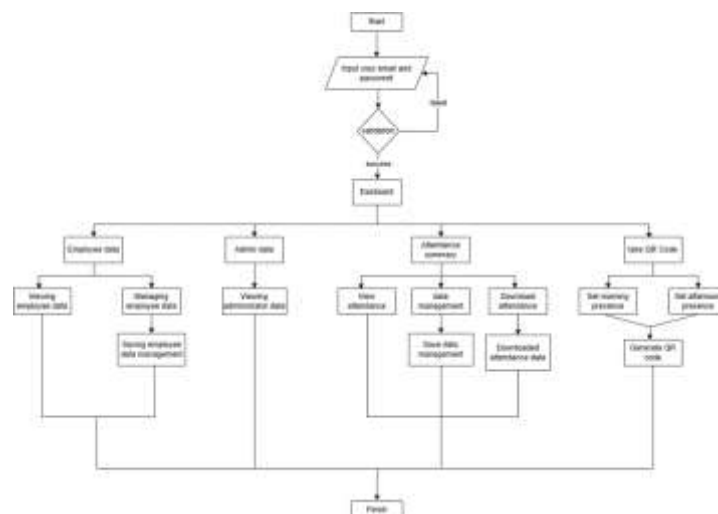 Start
Input your email and
password
failed
validation
success
Dashboard
Employee data
Admin data
Attendance
summary
take QR Code
Viewing
employee data
Managing
employee data
Viewing
administrator data
View
attendance
data
management
Download
attendance
Set morning
presence
Set afternoon
presence
Saving employee
data management
Save data
management
Downloaded
attendance data
Generate QR
code
Finish